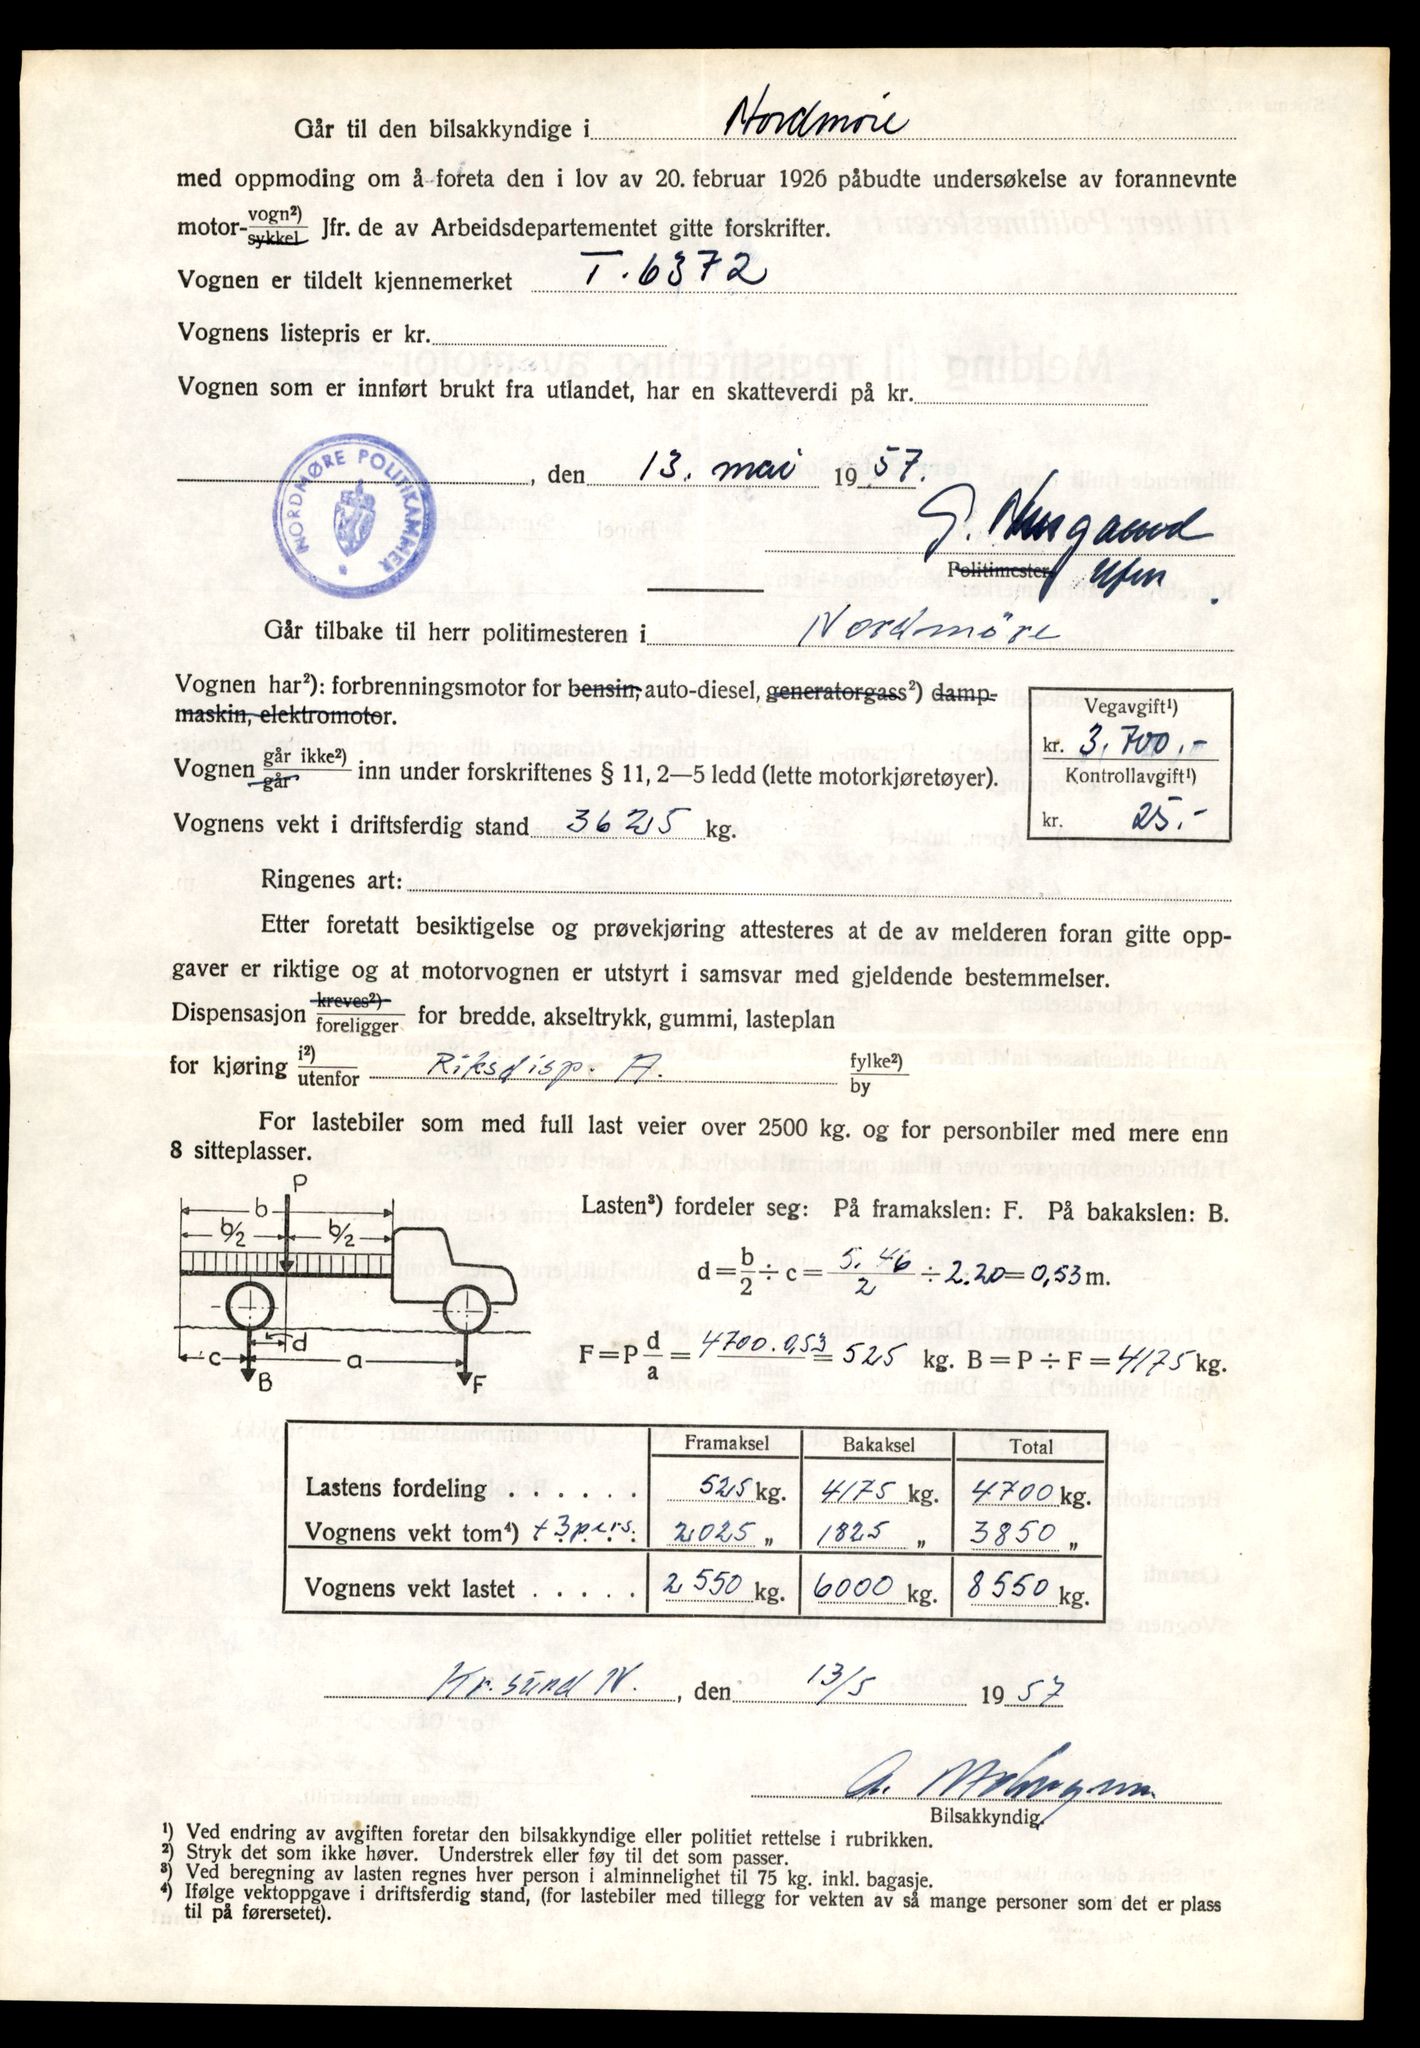 Går til den bilsakkyndige i Nordmøre
med oppmoding om å foreta den i lov av 20. februar 1926 påbudte undersøkelse av forannevnte
motor- vogn²) / sykkel Jfr. de av Arbeidsdepartementet gitte forskrifter.
Vognen er tildelt kjennemerket T. 6372
Vognens listepris er kr.
Vognen som er innført brukt fra utlandet, har en skatteverdi på kr.
NORDMØRE POLITIKAMMER
, den 13. mai 1957.
G.
Politimester
Går tilbake til herr politimesteren i Nordmöre
Vognen har²): forbrenningsmotor for bensin, auto-diesel, generatorgass²) damp-
maskin, elektromotor.
Vegavgift¹)
kr. 3.700.-
Kontrollavgift¹)
kr. 25.-
Vognen går ikke²) / går inn under forskriftenes § 11, 2—5 ledd (lette motorkjøretøyer).
Vognens vekt i driftsferdig stand 3625 kg.
Ringenes art:
Etter foretatt besiktigelse og prøvekjøring attesteres at de av melderen foran gitte opp-
gaver er riktige og at motorvognen er utstyrt i samsvar med gjeldende bestemmelser.
Dispensasjon kreves²) / foreligger for bredde, akseltrykk, gummi, lasteplan
for kjøring i²) / utenfor Riksdisp. A. fylke²) / by
For lastebiler som med full last veier over 2500 kg. og for personbiler med mere enn
8 sitteplasser.
P
b
b/2 b/2
d
c a
B F
Lasten³) fordeler seg: På framakslen: F. På bakakslen: B.
d = b/2 ÷ c = 5.46/2 ÷ 2.20 = 0,53 m.
F = P d/a = 4700. 0,53 = 525 kg. B = P ÷ F = 4175 kg.
Framaksel Bakaksel Total
Lastens fordeling . . . . . . 525 kg. 4175 kg. 4700 kg.
Vognens vekt tom⁴) + 3 pers. 2025 „ 1825 „ 3850 „
Vognens vekt lastet . . . . . 2550 kg. 6000 kg. 8550 kg.
Kr.sund N., den 13/5 1957
A.
Bilsakkyndig.
¹) Ved endring av avgiften foretar den bilsakkyndige eller politiet rettelse i rubrikken.
²) Stryk det som ikke høver. Understrek eller føy til det som passer.
³) Ved beregning av lasten regnes hver person i alminnelighet til 75 kg. inkl. bagasje.
⁴) Ifølge vektoppgave i driftsferdig stand, (for lastebiler med tillegg for vekten av så mange personer som det er plass
til på førersetet).